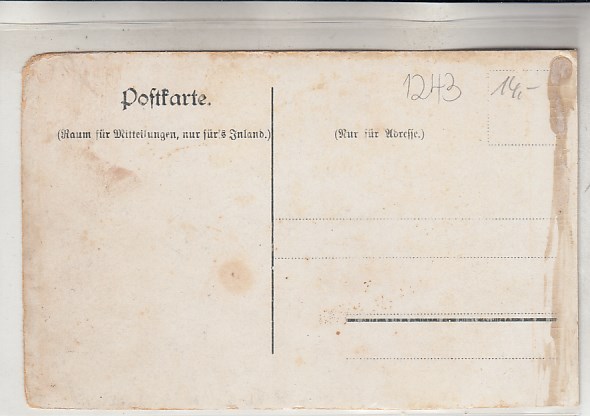 Postkarte.
(Raum für Mitteilungen, nur für's Inland.)
1243
14,-
(Nur für Adresse.)